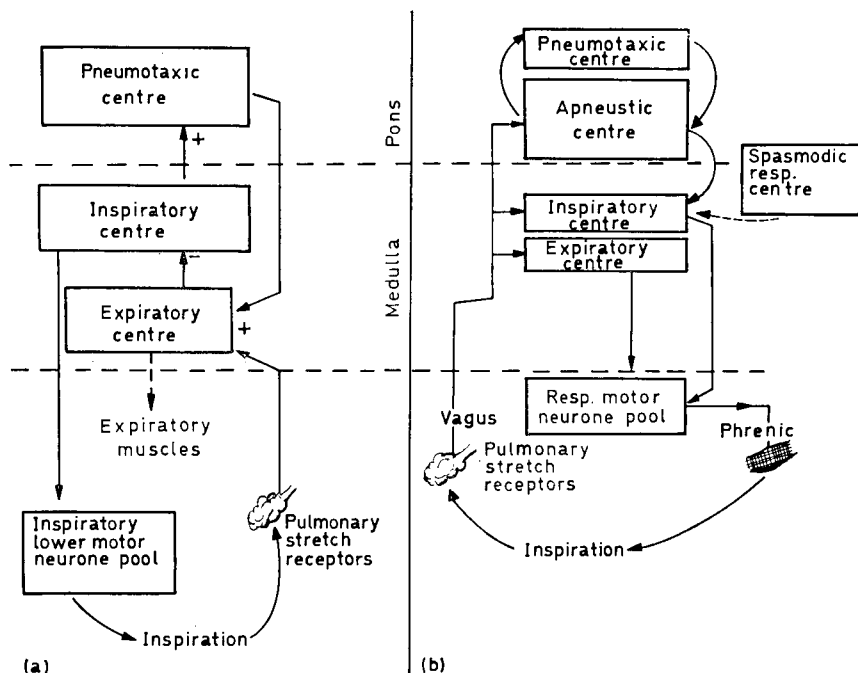 Pneumotaxic
centre
+
Inspiratory
centre
–
Expiratory
centre
+
Expiratory
muscles
Inspiratory
lower motor
neurone pool
Pulmonary
stretch
receptors
Inspiration
(a)
Pons
Medulla
Pneumotaxic
centre
Apneustic
centre
Spasmodic
resp.
centre
Inspiratory
centre
Expiratory
centre
Resp. motor
neurone pool
Vagus
Phrenic
Pulmonary
stretch
receptors
Inspiration
(b)